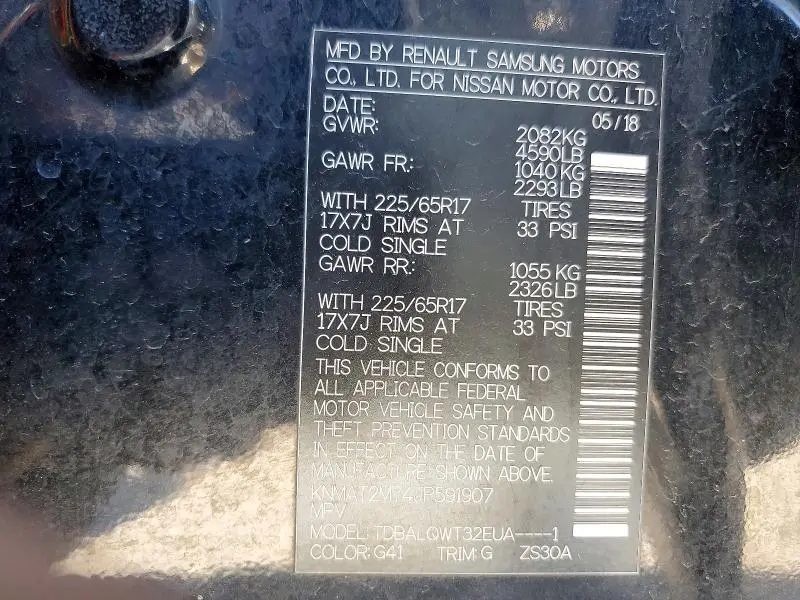 MFD BY RENAULT SAMSUNG MOTORS
CO., LTD. FOR NISSAN MOTOR CO., LTD.
DATE: 05/18
GVWR: 2082KG
4590LB
GAWR FR: 1040 KG
2293LB
WITH 225/65R17 TIRES
17X7J RIMS AT 33 PSI
COLD SINGLE
GAWR RR: 1055 KG
2326LB
WITH 225/65R17 TIRES
17X7J RIMS AT 33 PSI
COLD SINGLE
THIS VEHICLE CONFORMS TO
ALL APPLICABLE FEDERAL
MOTOR VEHICLE SAFETY AND
THEFT PREVENTION STANDARDS
IN EFFECT ON THE DATE OF
MANUFACTURE SHOWN ABOVE.
KNMAT2MT4JP591907
MPV
MODEL: TDBALQWT32EUA----1
COLOR: G41 TRIM: G ZS30A